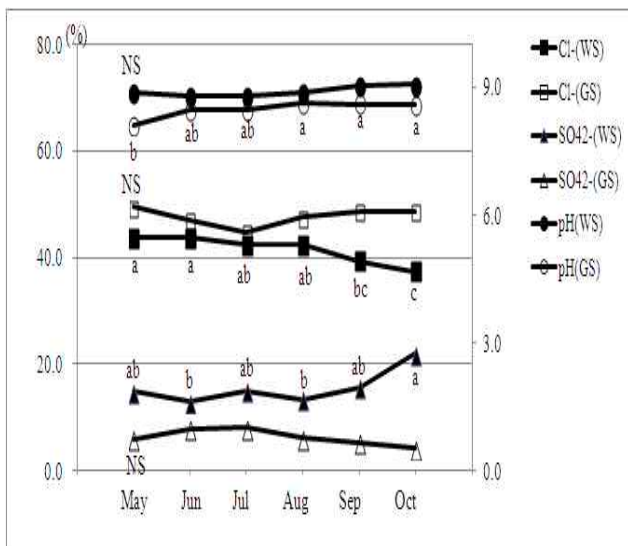 (%)
80.0
60.0
40.0
20.0
0.0
9.0
6.0
3.0
0.0
NS
b ab ab a a a
NS
a a ab ab bc c
ab b ab b ab a
NS
May Jun Jul Aug Sep Oct
Cl-(WS)
Cl-(GS)
SO42-(WS)
SO42-(GS)
pH(WS)
pH(GS)